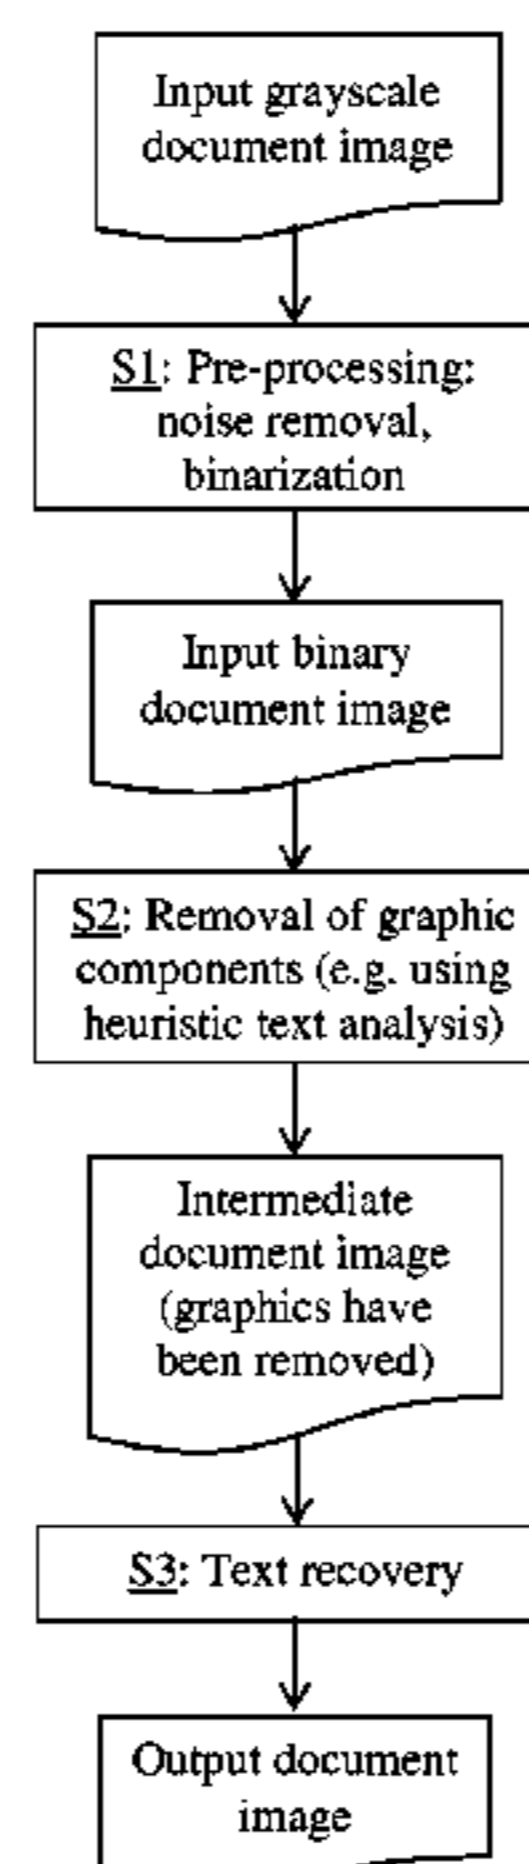 Input grayscale
document image
S1: Pre-processing:
noise removal,
binarization
Input binary
document image
S2: Removal of graphic
components (e.g. using
heuristic text analysis)
Intermediate
document image
(graphics have
been removed)
S3: Text recovery
Output document
image